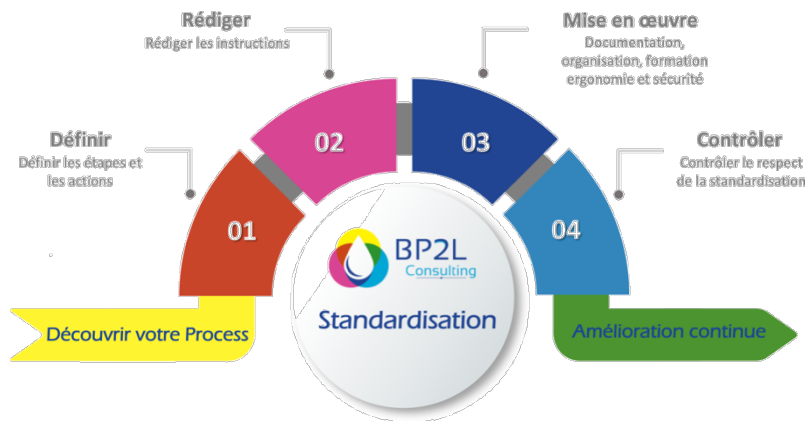 Rédiger
Rédiger les instructions
Mise en œuvre
Documentation,
organisation, formation
ergonomie et sécurité
Définir
Définir les étapes et
les actions
Contrôler
Contrôler le respect
de la standardisation
01
02
03
04
BP2L
Consulting
Standardisation
Découvrir votre Process
Amélioration continue